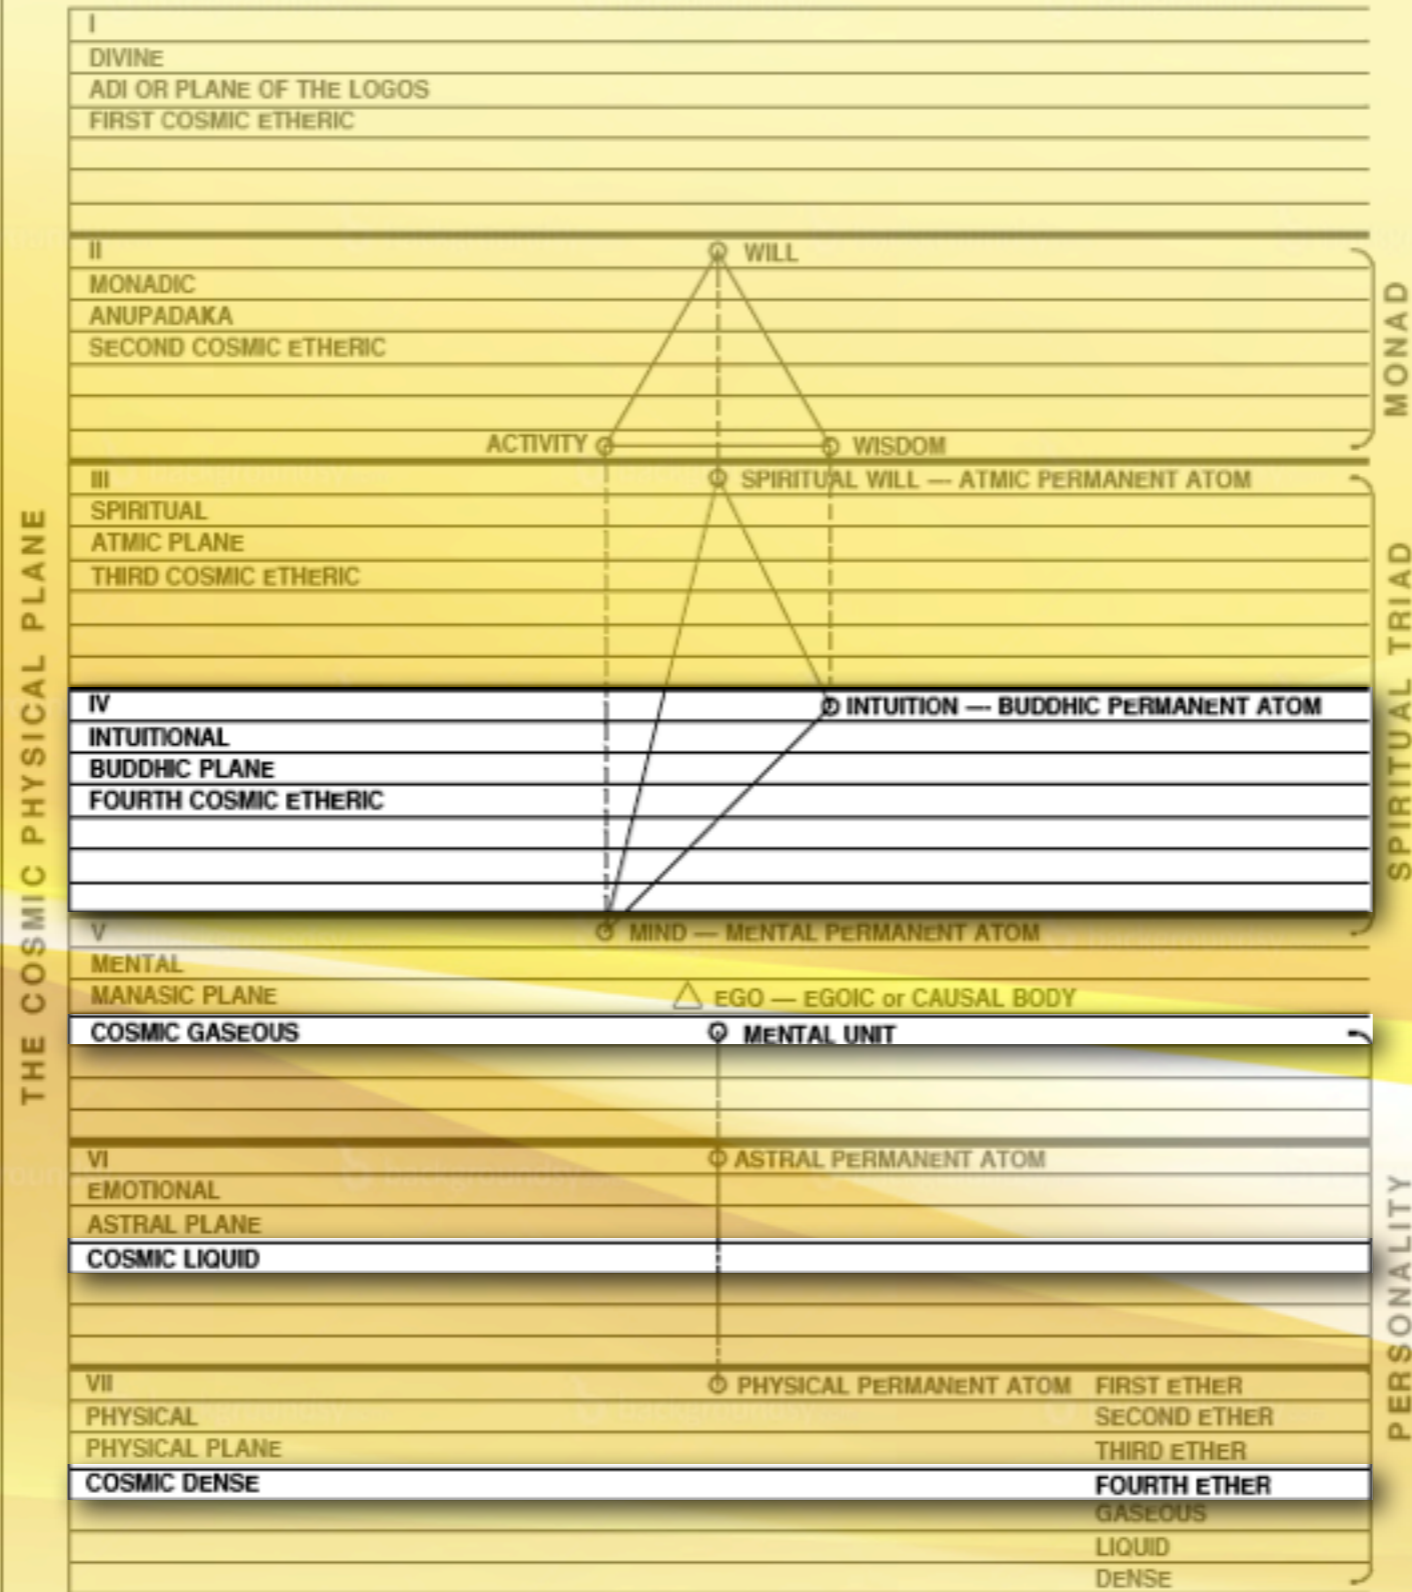 I
DIVINE
ADI OR PLANE OF THE LOGOS
FIRST COSMIC ETHERIC
II
WILL
MONADIC
ANUPADAKA
SECOND COSMIC ETHERIC
ACTIVITY WISDOM
III SPIRITUAL WILL — ATMIC PERMANENT ATOM
SPIRITUAL
ATMIC PLANE
THIRD COSMIC ETHERIC
IV INTUITION — BUDDHIC PERMANENT ATOM
INTUITIONAL
BUDDHIC PLANE
FOURTH COSMIC ETHERIC
V MIND — MENTAL PERMANENT ATOM
MENTAL
MANASIC PLANE EGO — EGOIC or CAUSAL BODY
COSMIC GASEOUS MENTAL UNIT
VI ASTRAL PERMANENT ATOM
EMOTIONAL
ASTRAL PLANE
COSMIC LIQUID
VII PHYSICAL PERMANENT ATOM FIRST ETHER
PHYSICAL SECOND ETHER
PHYSICAL PLANE THIRD ETHER
COSMIC DENSE FOURTH ETHER
GASEOUS
LIQUID
DENSE
THE COSMIC PHYSICAL PLANE
MONAD
SPIRITUAL TRIAD
PERSONALITY